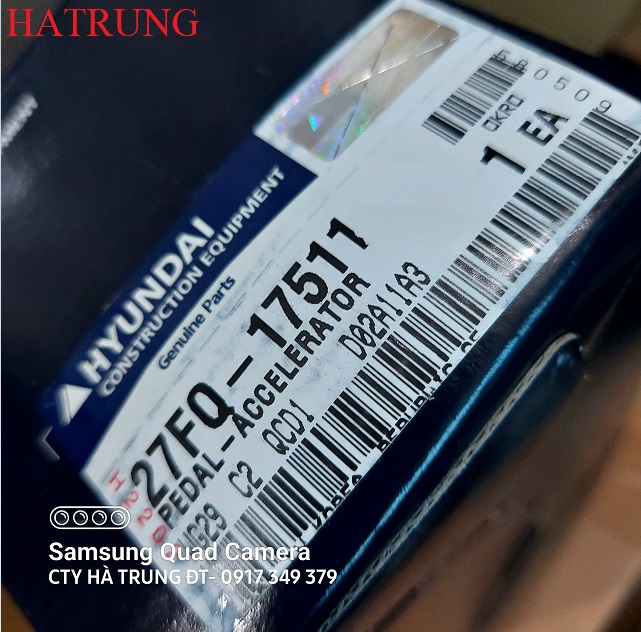 HATRUNG
HYUNDAI
CONSTRUCTION EQUIPMENT
Genuine Parts
27FQ-17511
PEDAL-ACCELERATOR
C2 QCD1 D02A11A3
1 EA
Samsung Quad Camera
CTY HÀ TRUNG ĐT- 0917 349 379